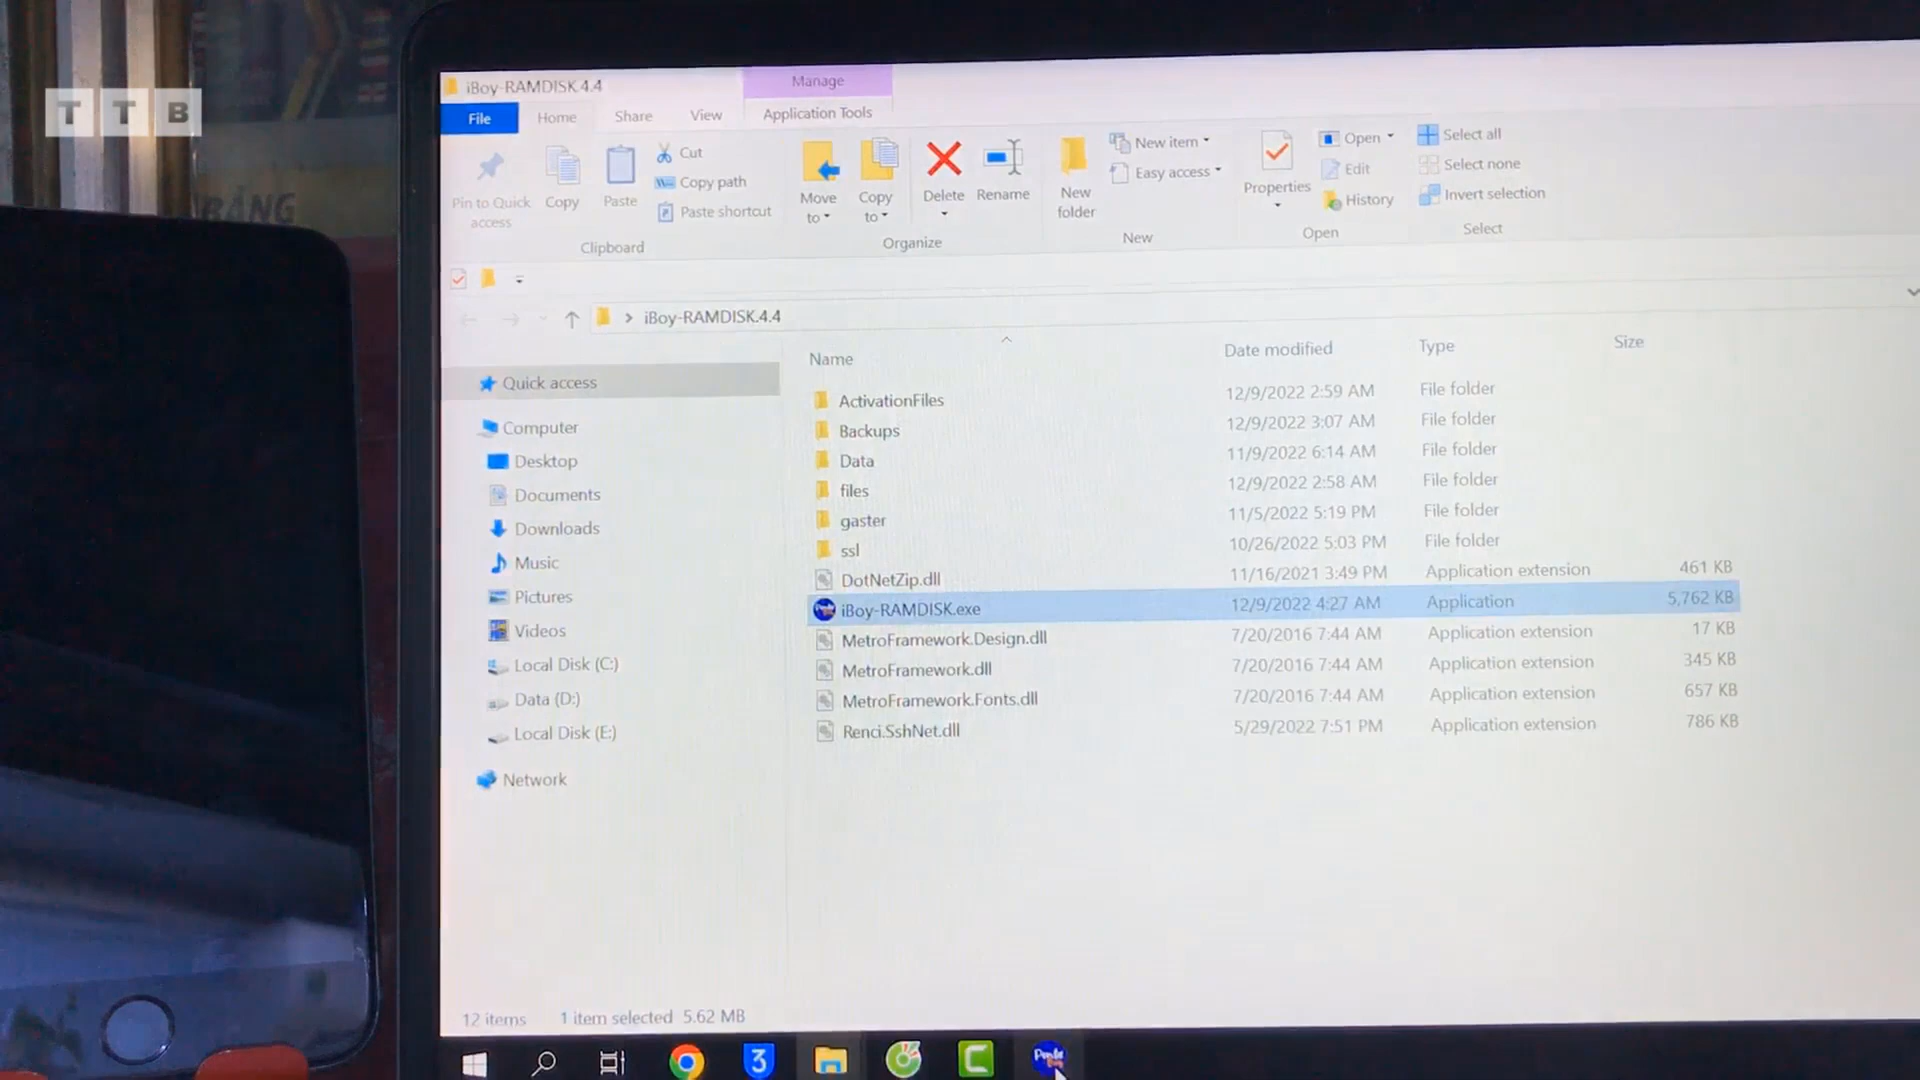 TTB
BẢNG
iBoy-RAMDISK.4.4
Manage
File
Home
Share
View
Application Tools
Pin to Quick access
Copy
Paste
Cut
Copy path
Paste shortcut
Clipboard
Move to
Copy to
Delete
Rename
Organize
New folder
New item
Easy access
New
Properties
Open
Edit
History
Open
Select all
Select none
Invert selection
Select
iBoy-RAMDISK.4.4
Name Date modified Type Size
Quick access
Computer
Desktop
Documents
Downloads
Music
Pictures
Videos
Local Disk (C:)
Data (D:)
Local Disk (E:)
Network
ActivationFiles 12/9/2022 2:59 AM File folder
Backups 12/9/2022 3:07 AM File folder
Data 11/9/2022 6:14 AM File folder
files 12/9/2022 2:58 AM File folder
gaster 11/5/2022 5:19 PM File folder
ssl 10/26/2022 5:03 PM File folder
DotNetZip.dll 11/16/2021 3:49 PM Application extension 461 KB
iBoy-RAMDISK.exe 12/9/2022 4:27 AM Application 5,762 KB
MetroFramework.Design.dll 7/20/2016 7:44 AM Application extension 17 KB
MetroFramework.dll 7/20/2016 7:44 AM Application extension 345 KB
MetroFramework.Fonts.dll 7/20/2016 7:44 AM Application extension 657 KB
Renci.SshNet.dll 5/29/2022 7:51 PM Application extension 786 KB
12 items 1 item selected 5.62 MB
3